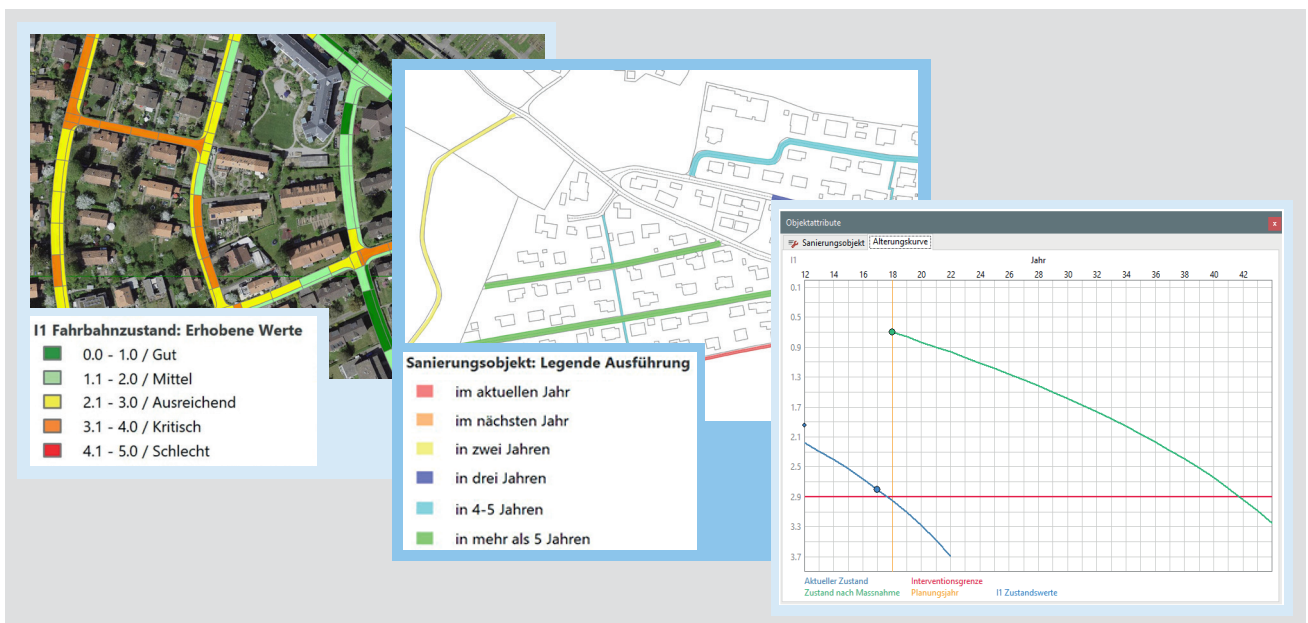 I1 Fahrbahnzustand: Erhobene Werte
0.0 - 1.0 / Gut
1.1 - 2.0 / Mittel
2.1 - 3.0 / Ausreichend
3.1 - 4.0 / Kritisch
4.1 - 5.0 / Schlecht
Sanierungsobjekt: Legende Ausführung
im aktuellen Jahr
im nächsten Jahr
in zwei Jahren
in drei Jahren
in 4-5 Jahren
in mehr als 5 Jahren
Objektattribute x
Sanierungsobjekt Alterungskurve
I1 Jahr
12 14 16 18 20 22 24 26 28 30 32 34 36 38 40 42
0.1
0.5
0.9
1.3
1.7
2.1
2.5
2.9
3.3
3.7
Aktueller Zustand Interventionsgrenze
Zustand nach Massnahme Planungsjahr I1 Zustandswerte